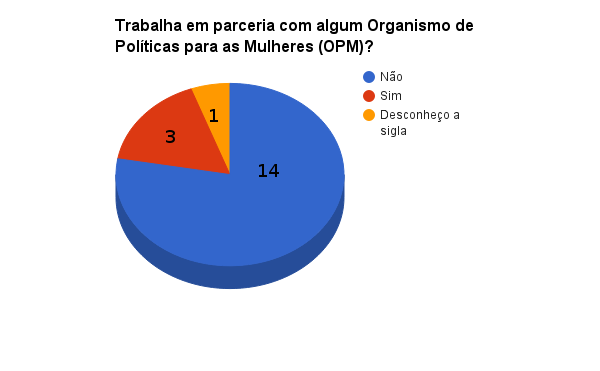 Trabalha em parceria com algum Organismo de
Políticas para as Mulheres (OPM)?
Não
Sim
Desconheço a
sigla
1
3
14